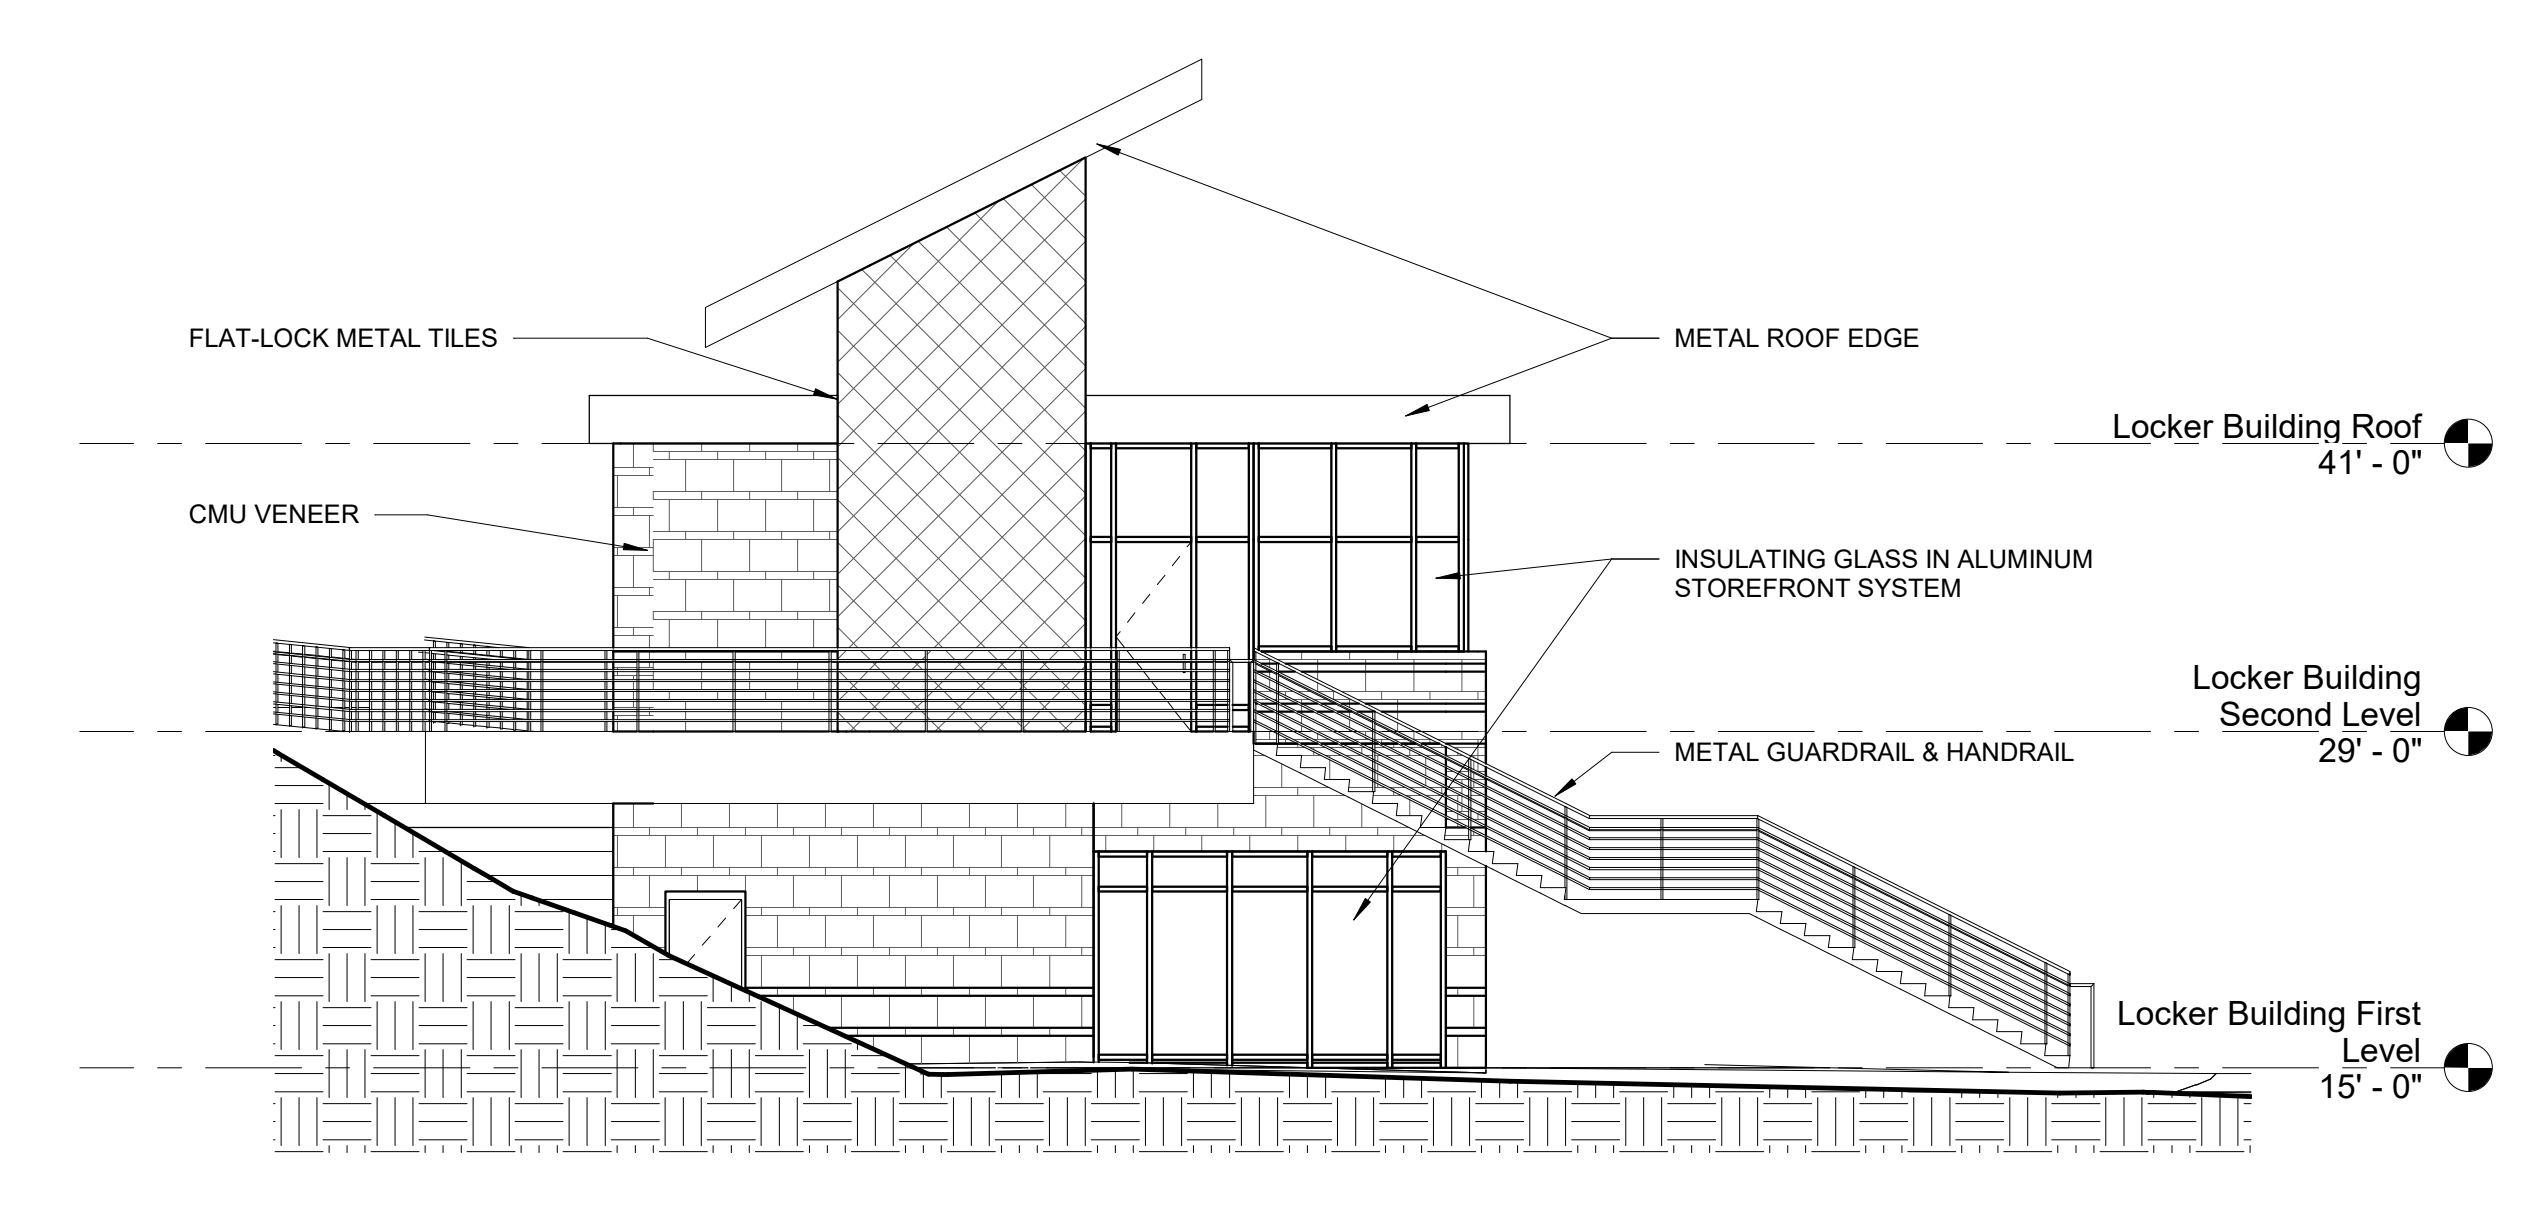 FLAT-LOCK METAL TILES
METAL ROOF EDGE
Locker Building Roof
41' - 0"
CMU VENEER
INSULATING GLASS IN ALUMINUM
STOREFRONT SYSTEM
Locker Building
Second Level
29' - 0"
METAL GUARDRAIL & HANDRAIL
Locker Building First
Level
15' - 0"